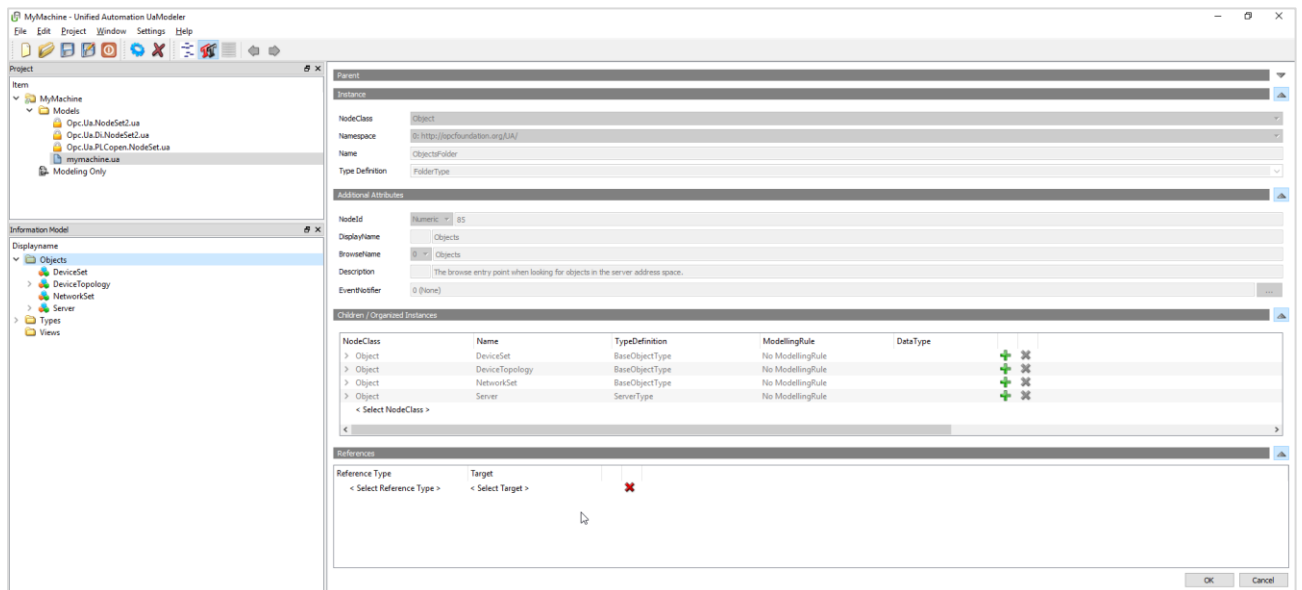 MyMachine - Unified Automation UaModeler
File Edit Project Window Settings Help
Project
Item
MyMachine
Models
Opc.Ua.NodeSet2.ua
Opc.Ua.Di.NodeSet2.ua
Opc.Ua.PLCopen.NodeSet.ua
mymachine.ua
Modeling Only
Information Model
Displayname
Objects
DeviceSet
DeviceTopology
NetworkSet
Server
Types
Views
Parent
Instance
NodeClass Object
Namespace 0: http://opcfoundation.org/UA/
Name ObjectsFolder
Type Definition FolderType
Additional Attributes
NodeId Numeric 85
DisplayName Objects
BrowseName 0 Objects
Description The browse entry point when looking for objects in the server address space.
EventNotifier 0 (None) ...
Children / Organized Instances
NodeClass Name TypeDefinition ModellingRule DataType
Object DeviceSet BaseObjectType No ModellingRule
Object DeviceTopology BaseObjectType No ModellingRule
Object NetworkSet BaseObjectType No ModellingRule
Object Server ServerType No ModellingRule
< Select NodeClass >
References
Reference Type Target
< Select Reference Type > < Select Target >
OK Cancel